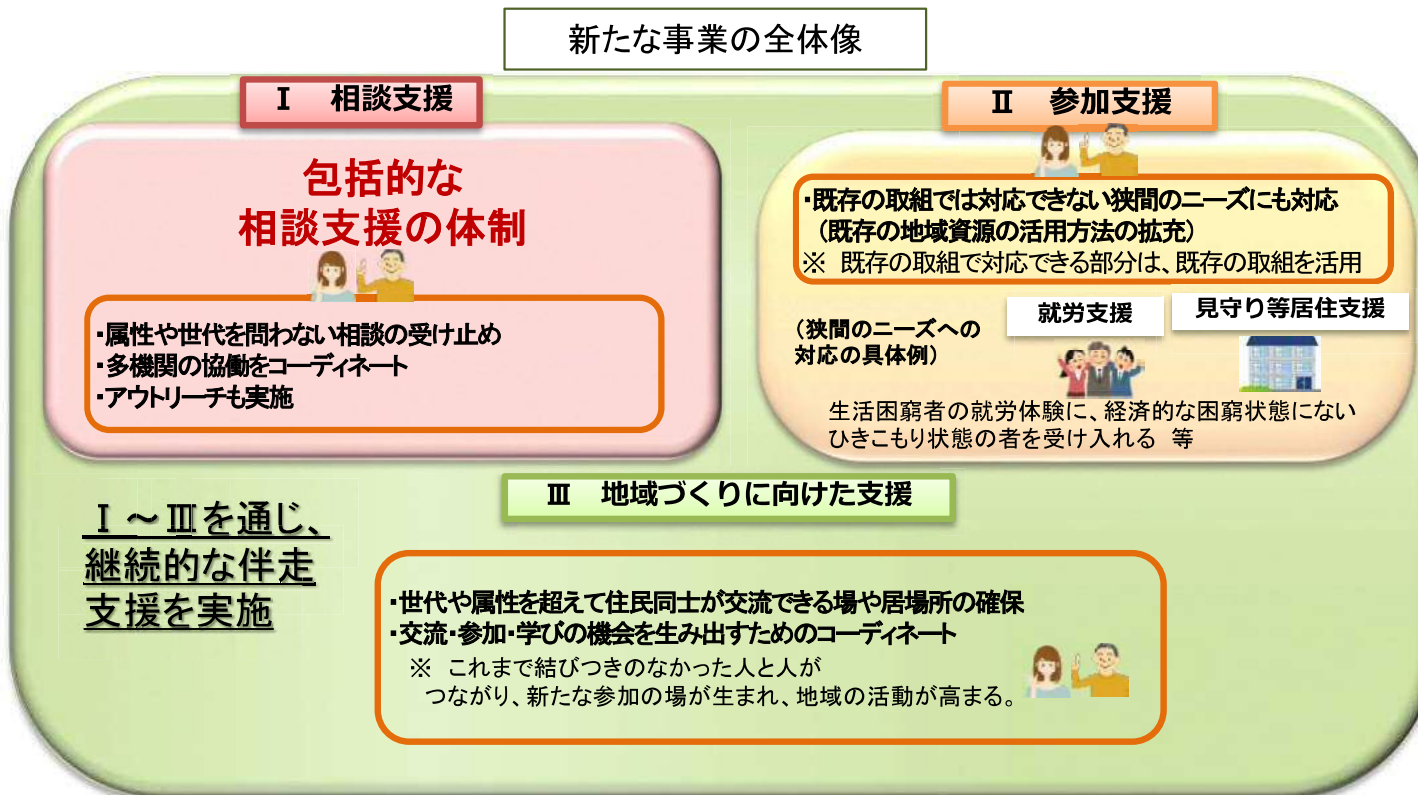 新たな事業の全体像
Ⅰ 相談支援
包括的な
相談支援の体制
・属性や世代を問わない相談の受け止め
・多機関の協働をコーディネート
・アウトリーチも実施
Ⅱ 参加支援
・既存の取組では対応できない狭間のニーズにも対応
（既存の地域資源の活用方法の拡充）
※ 既存の取組で対応できる部分は、既存の取組を活用
（狭間のニーズへの
対応の具体例）
就労支援
見守り等居住支援
生活困窮者の就労体験に、経済的な困窮状態にない
ひきこもり状態の者を受け入れる 等
Ⅲ 地域づくりに向けた支援
Ⅰ～Ⅲを通じ、
継続的な伴走
支援を実施
・世代や属性を超えて住民同士が交流できる場や居場所の確保
・交流・参加・学びの機会を生み出すためのコーディネート
※ これまで結びつきのなかった人と人が
つながり、新たな参加の場が生まれ、地域の活動が高まる。